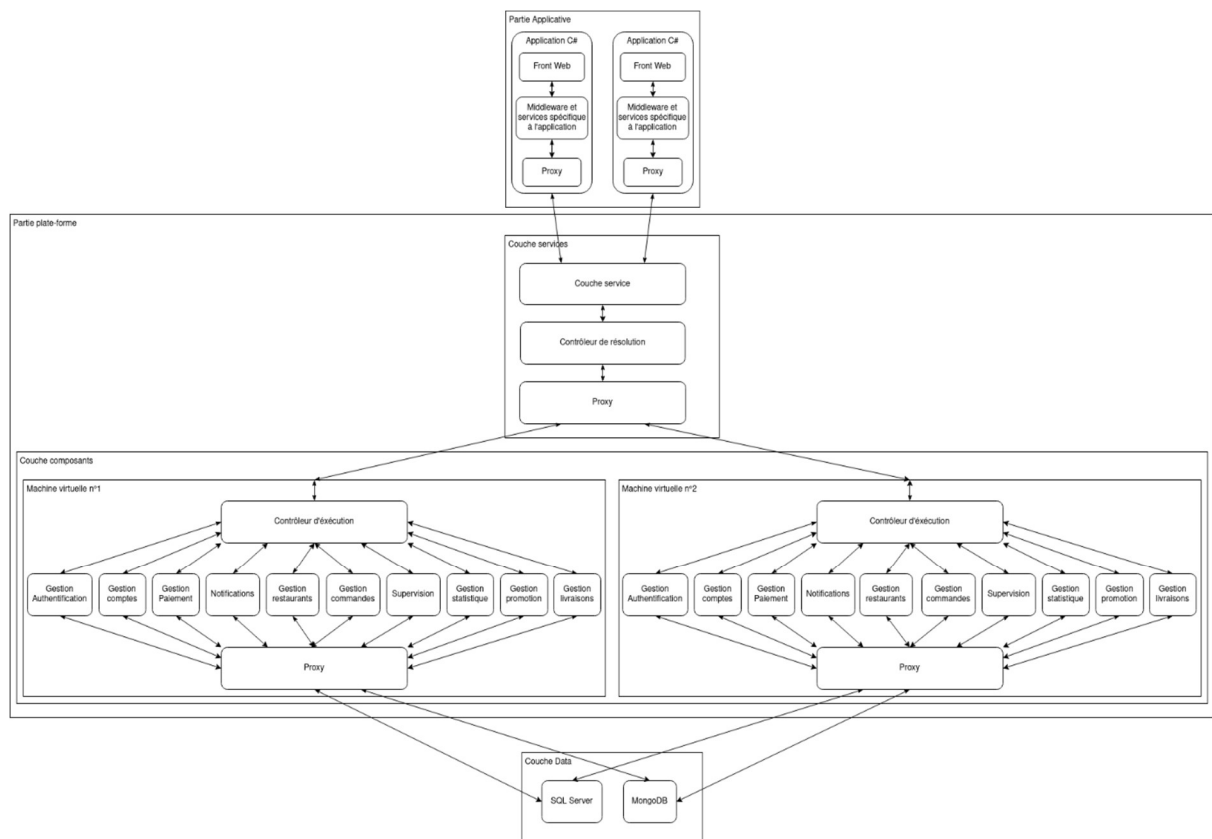 Partie Applicative
Application C#
Application C#
Front Web
Front Web
Middleware et
services spécifique
à l'application
Middleware et
services spécifique
à l'application
Proxy
Proxy
Partie plate-forme
Couche services
Couche service
Contrôleur de résolution
Proxy
Couche composants
Machine virtuelle n°1
Contrôleur d'éxécution
Gestion
Authentification
Gestion
comptes
Gestion
Paiement
Notifications
Gestion
restaurants
Gestion
commandes
Supervision
Gestion
statistique
Gestion
promotion
Gestion
livraisons
Proxy
Machine virtuelle n°2
Contrôleur d'éxécution
Gestion
Authentification
Gestion
comptes
Gestion
Paiement
Notifications
Gestion
restaurants
Gestion
commandes
Supervision
Gestion
statistique
Gestion
promotion
Gestion
livraisons
Proxy
Couche Data
SQL Server
MongoDB